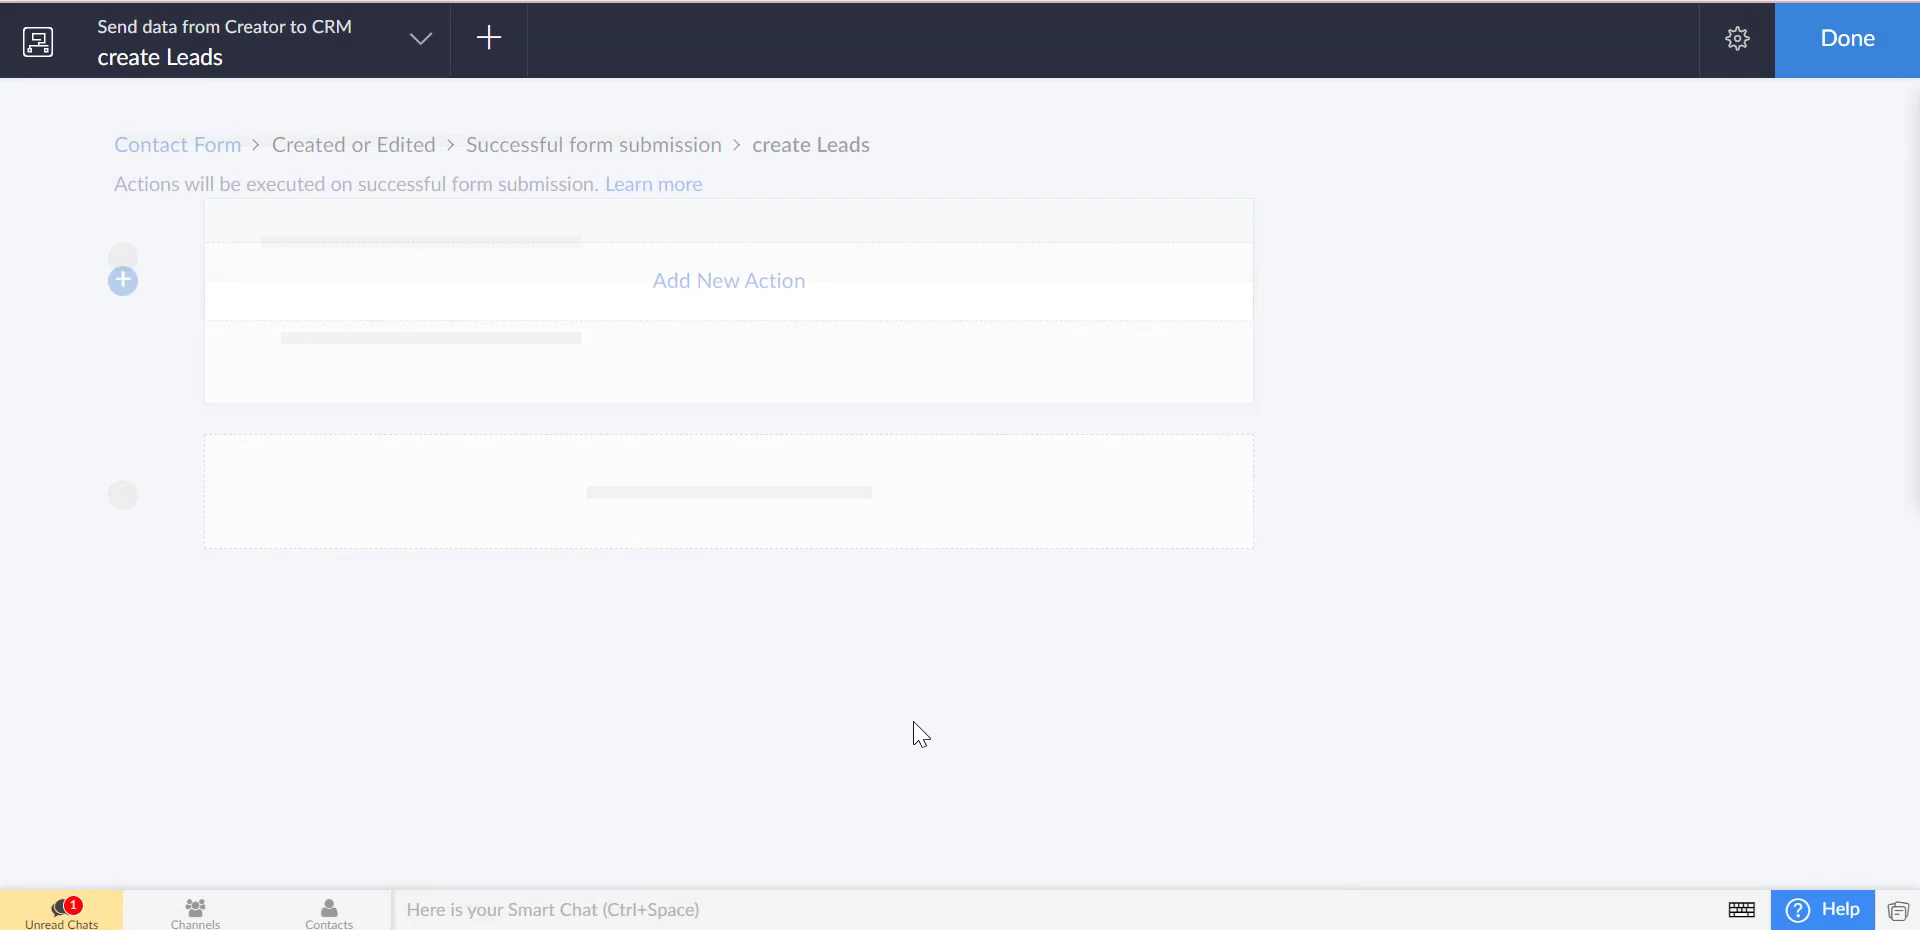 Send data from Creator to CRM
create Leads
Done
Contact Form > Created or Edited > Successful form submission > create Leads
Actions will be executed on successful form submission. Learn more
Add New Action
1
Unread Chats
Channels
Contacts
Here is your Smart Chat (Ctrl+Space)
Help